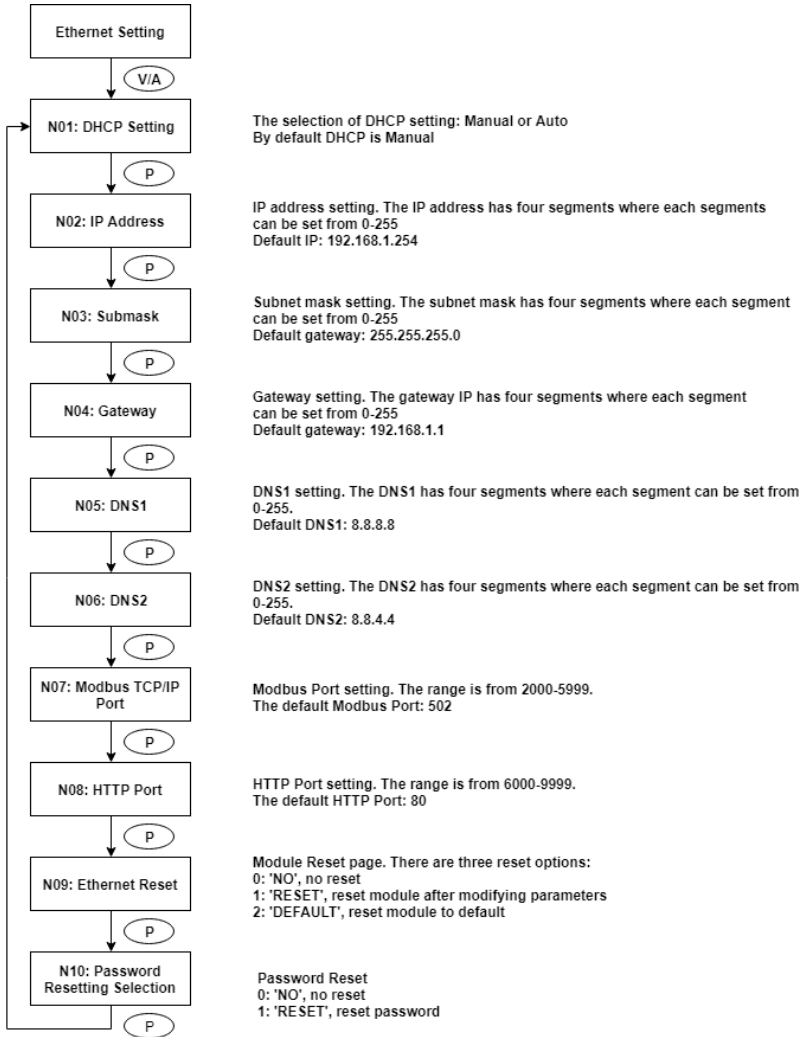 Ethernet Setting
V/A
N01: DHCP Setting
The selection of DHCP setting: Manual or Auto
By default DHCP is Manual
P
N02: IP Address
IP address setting. The IP address has four segments where each segments
can be set from 0-255
Default IP: 192.168.1.254
P
N03: Submask
Subnet mask setting. The subnet mask has four segments where each segment
can be set from 0-255
Default gateway: 255.255.255.0
P
N04: Gateway
Gateway setting. The gateway IP has four segments where each segment
can be set from 0-255
Default gateway: 192.168.1.1
P
N05: DNS1
DNS1 setting. The DNS1 has four segments where each segment can be set from
0-255.
Default DNS1: 8.8.8.8
P
N06: DNS2
DNS2 setting. The DNS2 has four segments where each segment can be set from
0-255.
Default DNS2: 8.8.4.4
P
N07: Modbus TCP/IP
Port
Modbus Port setting. The range is from 2000-5999.
The default Modbus Port: 502
P
N08: HTTP Port
HTTP Port setting. The range is from 6000-9999.
The default HTTP Port: 80
P
N09: Ethernet Reset
Module Reset page. There are three reset options:
0: 'NO', no reset
1: 'RESET', reset module after modifying parameters
2: 'DEFAULT', reset module to default
P
N10: Password
Resetting Selection
Password Reset
0: 'NO', no reset
1: 'RESET', reset password
P